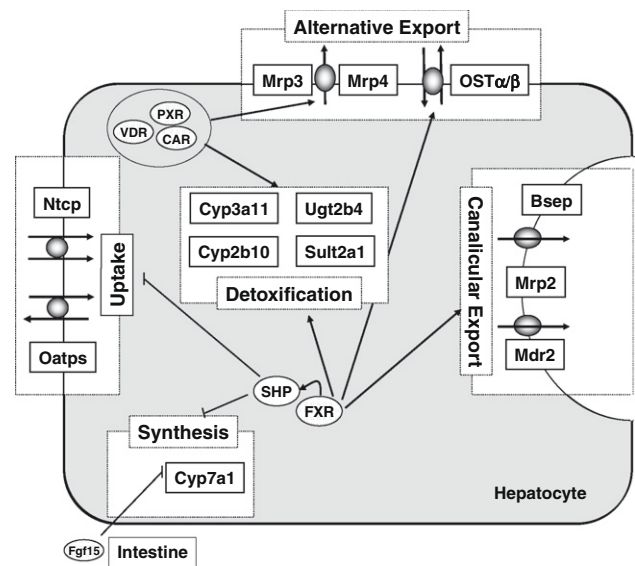 Alternative Export
Mrp3
Mrp4
OSTα/β
PXR
VDR
CAR
Ntcp
Uptake
Oatps
Cyp3a11
Ugt2b4
Cyp2b10
Sult2a1
Detoxification
Canalicular Export
Bsep
Mrp2
Mdr2
SHP
FXR
Synthesis
Cyp7a1
Hepatocyte
Fgf15
Intestine